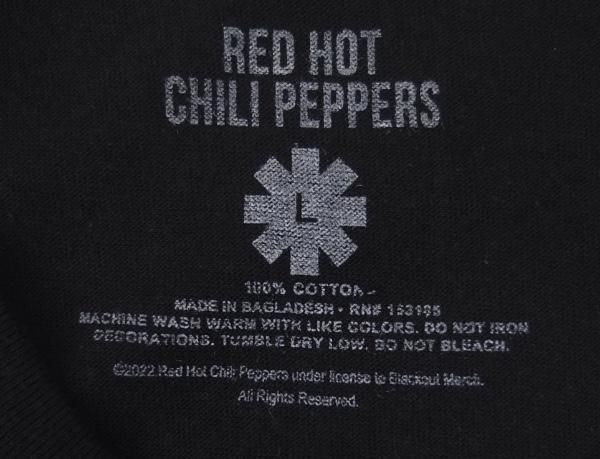 RED HOT
CHILI PEPPERS
L
100% COTTON -
MADE IN BAGLADESH • RN# 153195
MACHINE WASH WARM WITH LIKE COLORS. DO NOT IRON
DECORATIONS. TUMBLE DRY LOW. DO NOT BLEACH.
©2022 Red Hot Chili Peppers under license to Blackout Merch.
All Rights Reserved.